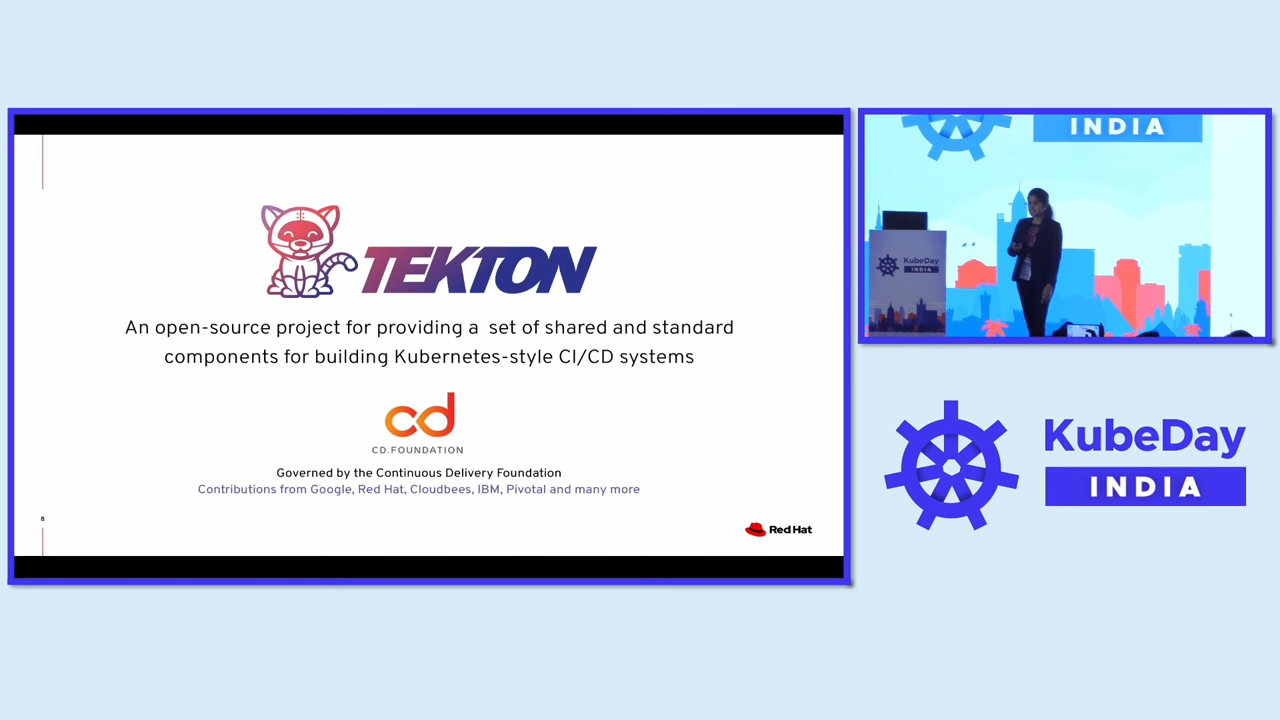 TEKTON
An open-source project for providing a set of shared and standard
components for building Kubernetes-style CI/CD systems
cd
CD.FOUNDATION
Governed by the Continuous Delivery Foundation
Contributions from Google, Red Hat, Cloudbees, IBM, Pivotal and many more
8
Red Hat
INDIA
KubeDay
INDIA
KubeDay
INDIA